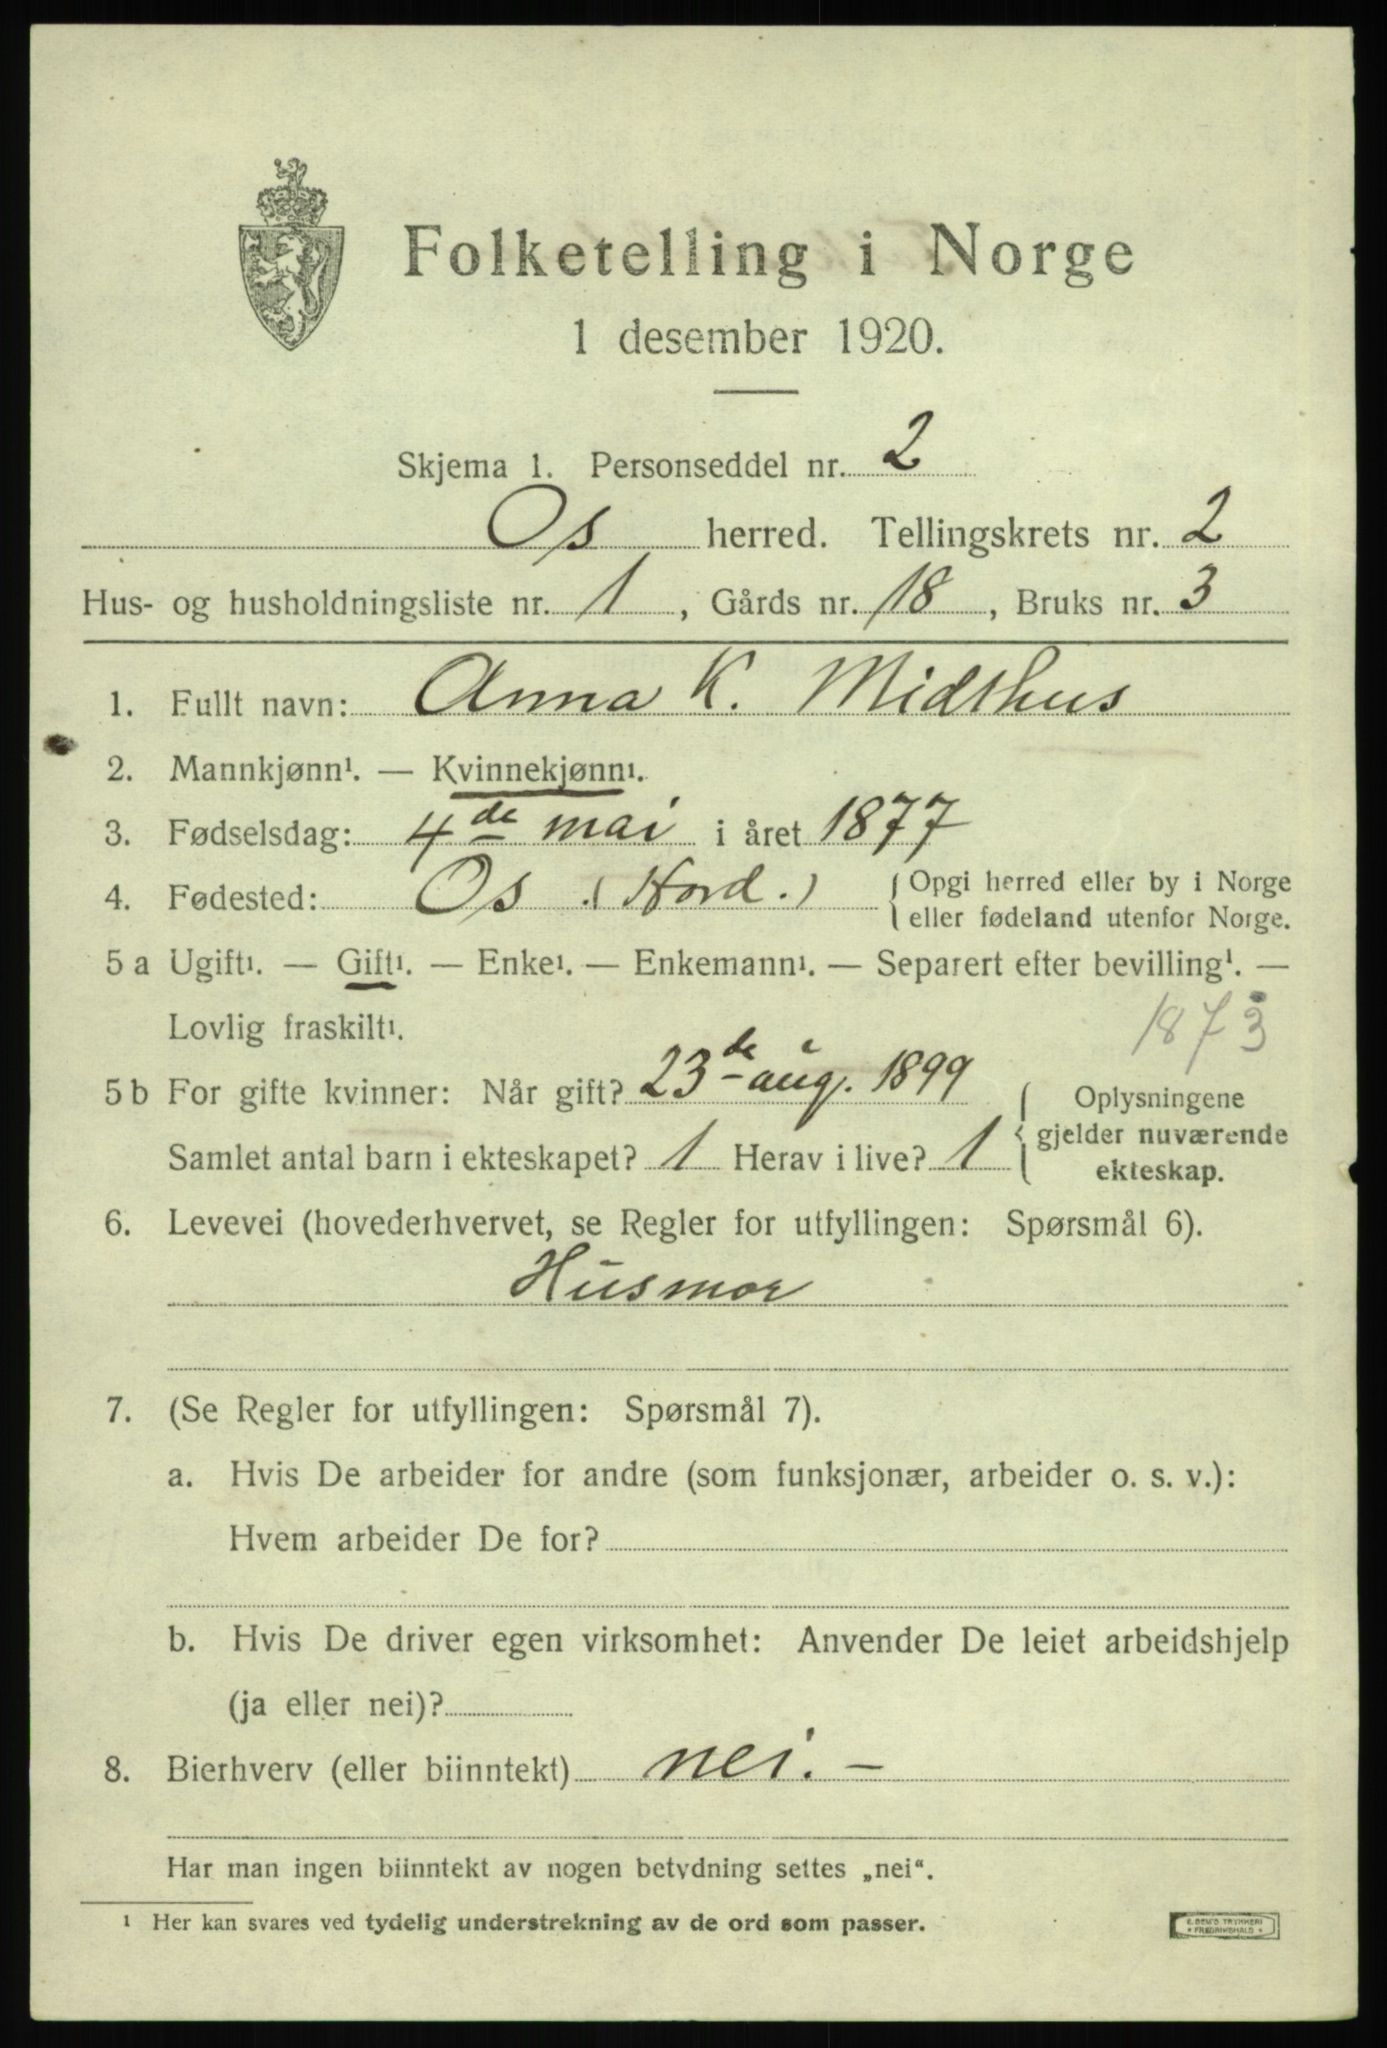 Folketelling i Norge
1 desember 1920.
Skjema 1. Personseddel nr. 2
Os herred. Tellingskrets nr. 2
Hus- og husholdningsliste nr. 1, Gårds nr. 18, Bruks nr. 3
1. Fullt navn: Anna K. Midthus
2. Mannkjønn¹. — Kvinnekjønn¹.
3. Fødselsdag: 4de mai i året 1877
4. Fødested: Os (Hord.) { Opgi herred eller by i Norge
eller fødeland utenfor Norge.
5 a Ugift¹. — Gift¹. — Enke¹. — Enkemann¹. — Separert efter bevilling¹. —
Lovlig fraskilt¹.
1873
5 b For gifte kvinner: Når gift? 23de aug. 1899
Samlet antal barn i ekteskapet? 1 Herav i live? 1
{ Oplysningene
gjelder nuværende
ekteskap.
6. Levevei (hovederhvervet, se Regler for utfyllingen: Spørsmål 6).
Husmor
7. (Se Regler for utfyllingen: Spørsmål 7).
a. Hvis De arbeider for andre (som funksjonær, arbeider o. s. v.):
Hvem arbeider De for?
b. Hvis De driver egen virksomhet: Anvender De leiet arbeidshjelp
(ja eller nei)?
8. Bierhverv (eller biinntekt) nei. —
Har man ingen biinntekt av nogen betydning settes „nei“.
¹ Her kan svares ved tydelig understrekning av de ord som passer.
E. SEM'S TRYKKERI
* FREDRIKSHALD *